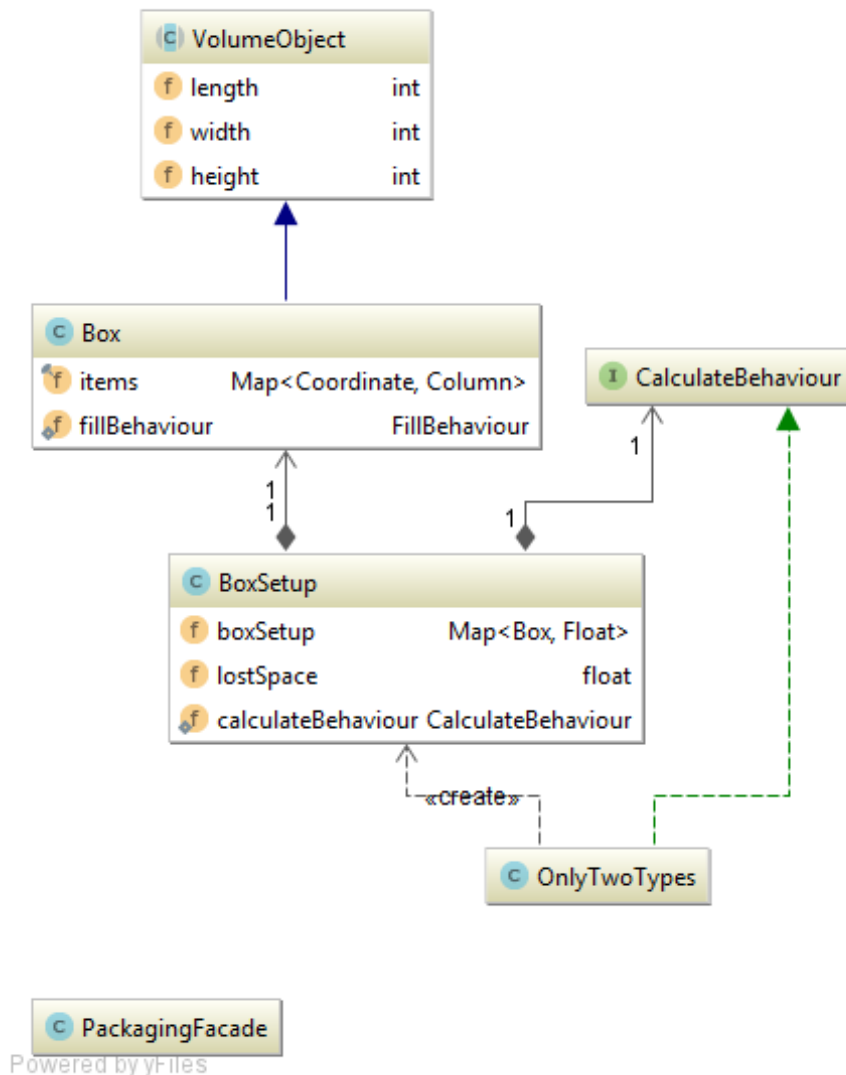 C VolumeObject
f length int
f width int
f height int
C Box
f items Map<Coordinate, Column>
f fillBehaviour FillBehaviour
I CalculateBehaviour
1
1
1
1
C BoxSetup
f boxSetup Map<Box, Float>
f lostSpace float
f calculateBehaviour CalculateBehaviour
«create»
C OnlyTwoTypes
C PackagingFacade
Powered by yFiles